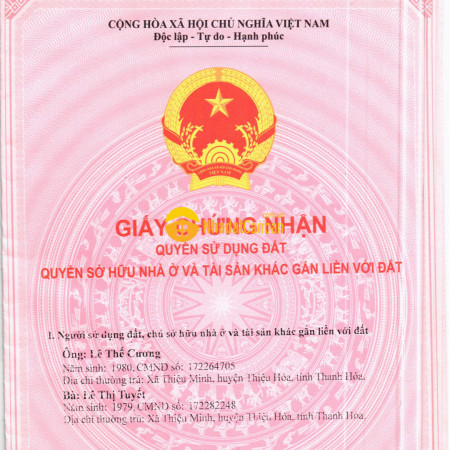 CỘNG HÒA XÃ HỘI CHỦ NGHĨA VIỆT NAM
Độc lập - Tự do - Hạnh phúc
VIỆT NAM
GIẤY CHỨNG NHẬN
QUYỀN SỬ DỤNG ĐẤT
QUYỀN SỞ HỮU NHÀ Ở VÀ TÀI SẢN KHÁC GẮN LIỀN VỚI ĐẤT
I. Người sử dụng đất, chủ sở hữu nhà ở và tài sản khác gắn liền với đất
Ông: Lê Thế Cương
Năm sinh: 1980, CMND số: 172264705
Địa chỉ thường trú: Xã Thiệu Minh, huyện Thiệu Hóa, tỉnh Thanh Hóa.
Bà: Lê Thị Tuyết
Năm sinh: 1979, CMND số: 172282248
Địa chỉ thường trú: Xã Thiệu Minh, huyện Thiệu Hóa, tỉnh Thanh Hóa.